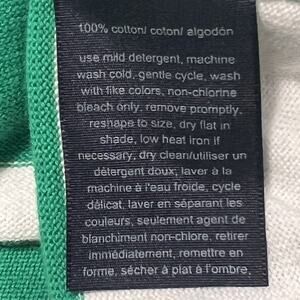 100% cotton/ coton/ algodón
use mild detergent, machine
wash cold, gentle cycle, wash
with like colors, non-chlorine
bleach only, remove promptly,
reshape to size, dry flat in
shade, low heat iron if
necessary, dry clean/utiliser un
détergent doux, laver à la
machine à l'eau froide, cycle
délicat, laver en séparant les
couleurs, seulement agent de
blanchiment non-chlore, retirer
immédiatement, remettre en
forme, sécher à plat à l'ombre,